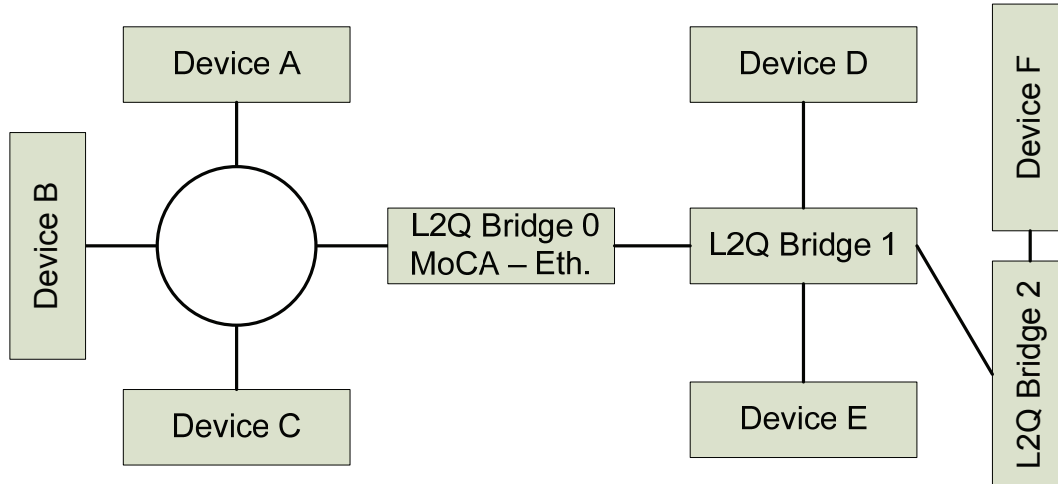 Device A
Device D
Device F
Device B
L2Q Bridge 0
MoCA – Eth.
L2Q Bridge 1
L2Q Bridge 2
Device C
Device E